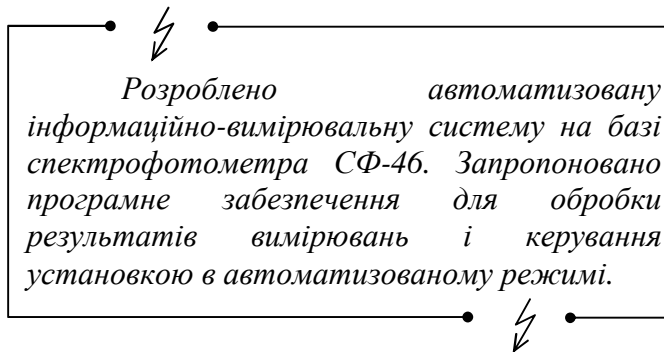 Розроблено автоматизовану
інформаційно-вимірювальну систему на базі
спектрофотометра СФ-46. Запропоновано
програмне забезпечення для обробки
результатів вимірювань і керування
установкою в автоматизованому режимі.